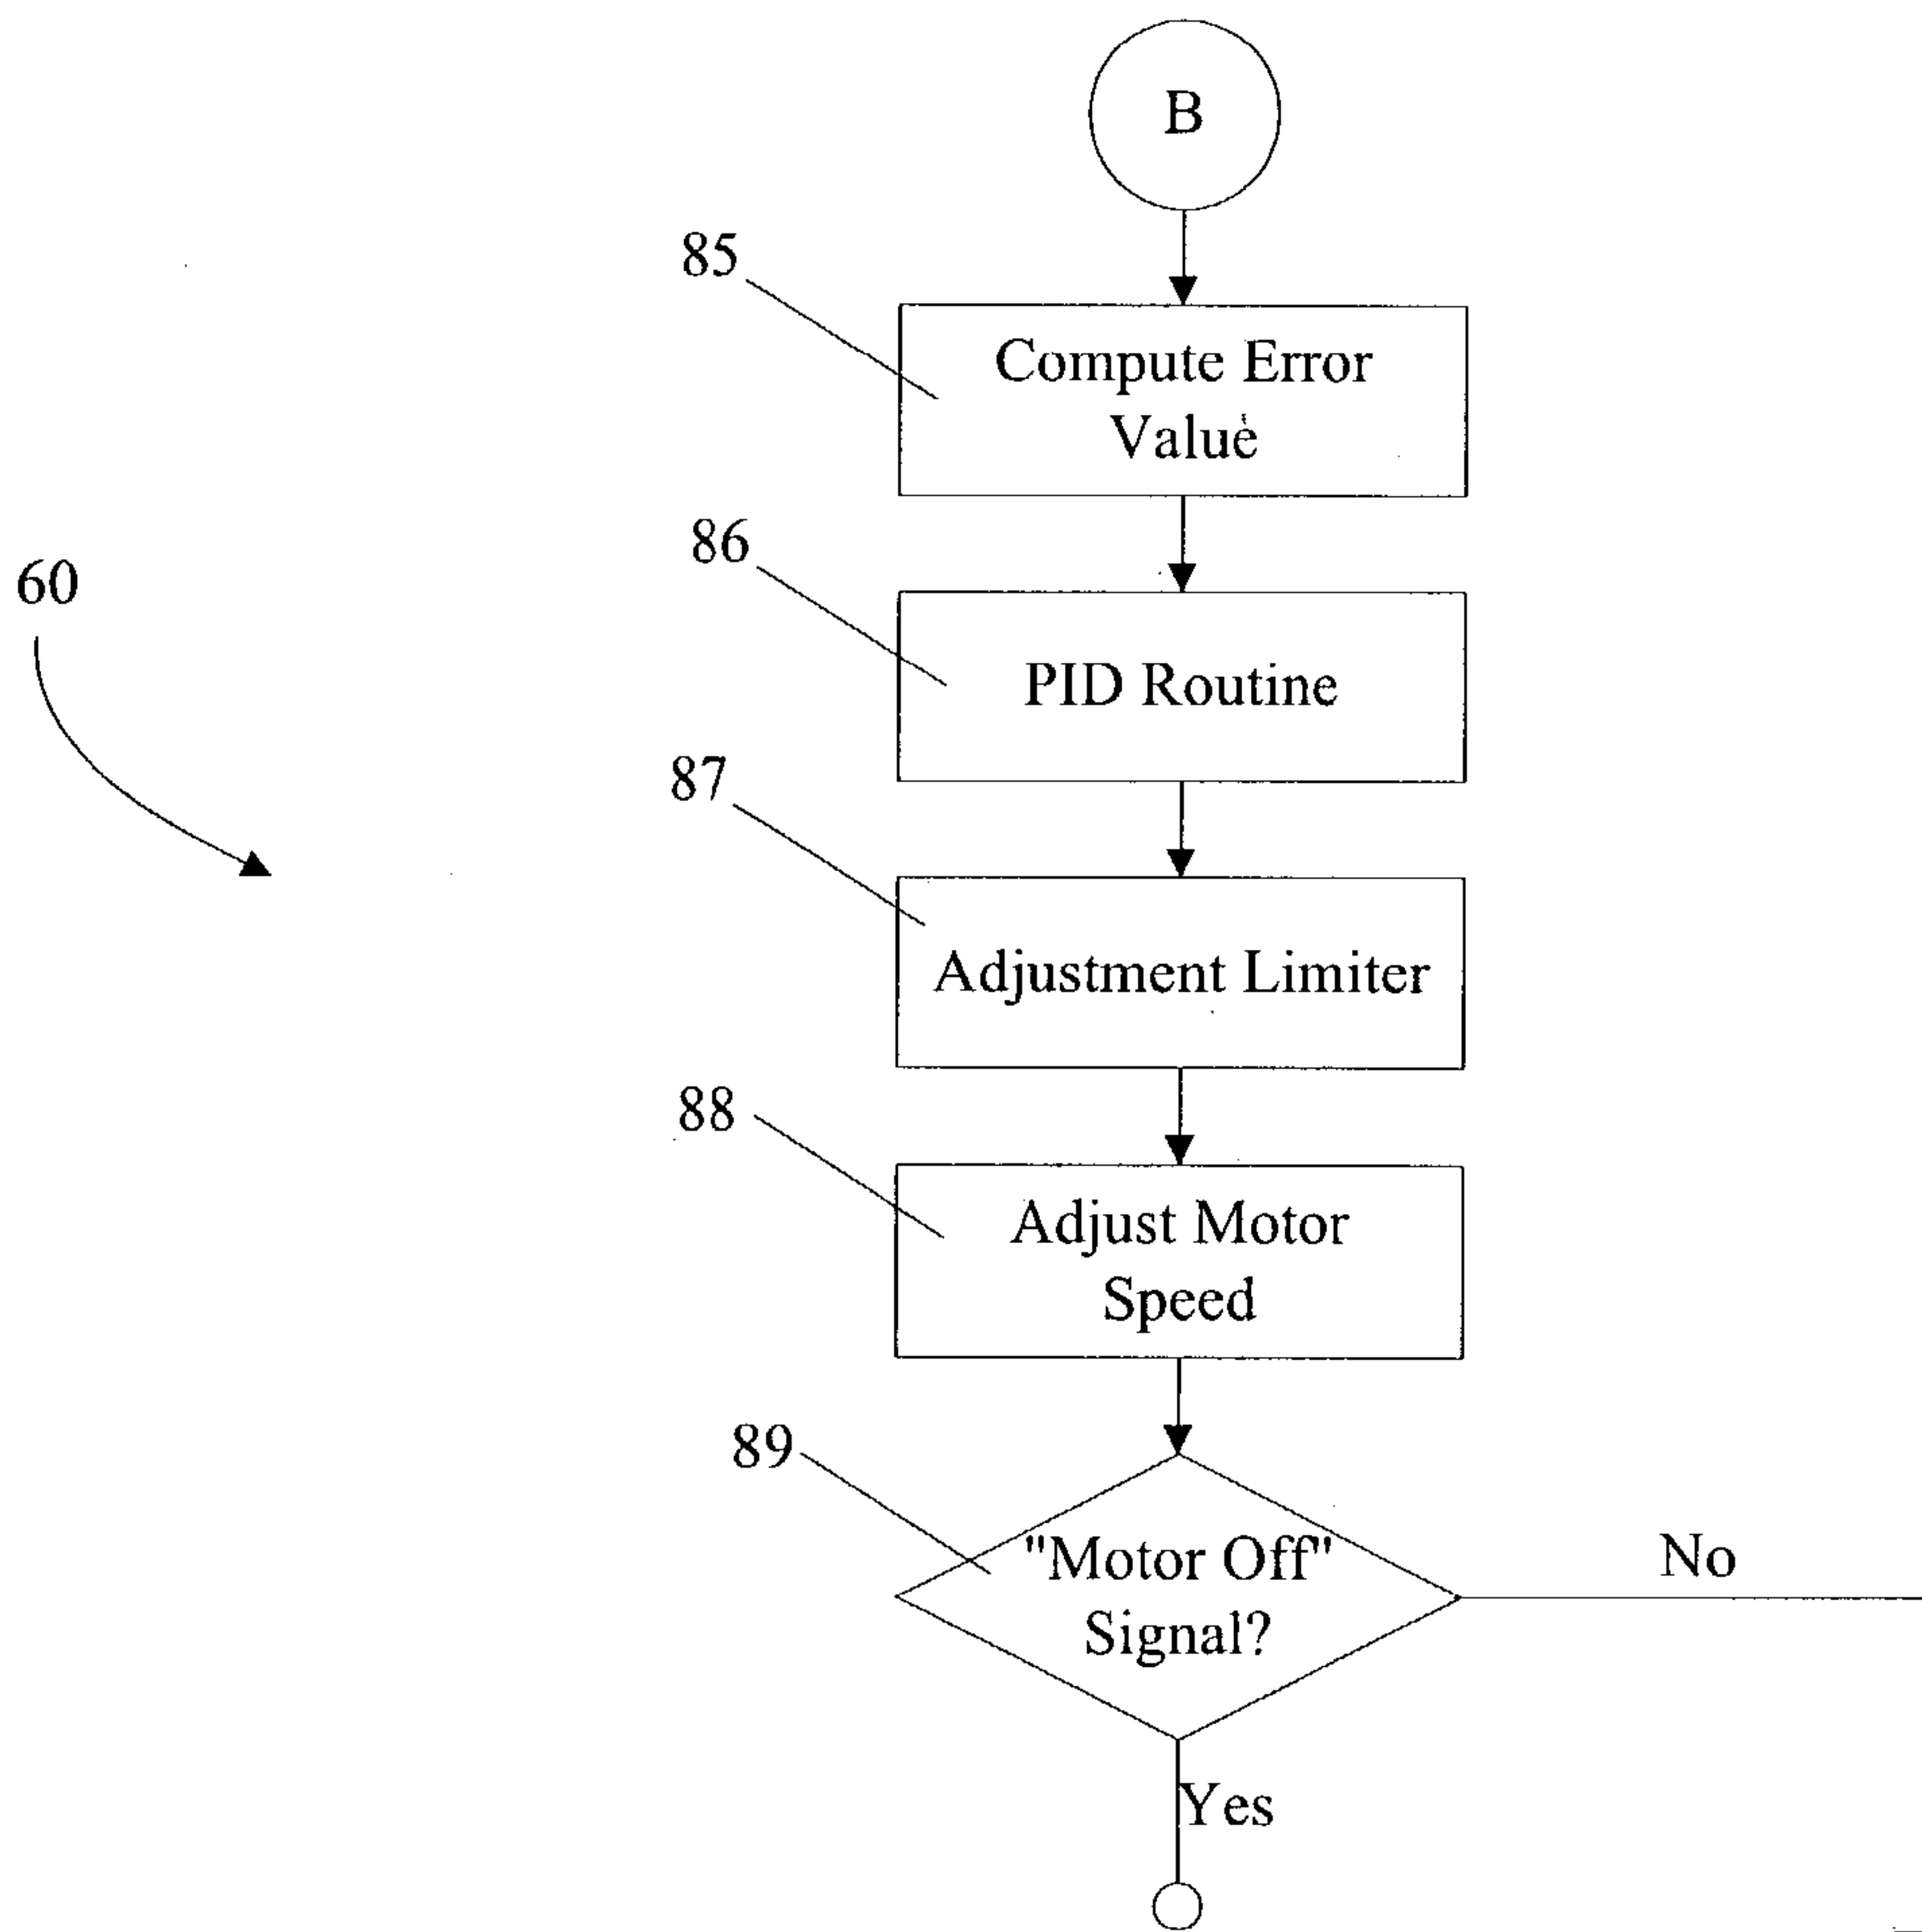 B
85
Compute Error
Value
86
60
PID Routine
87
Adjustment Limiter
88
Adjust Motor
Speed
89
"Motor Off"
Signal?
No
Yes